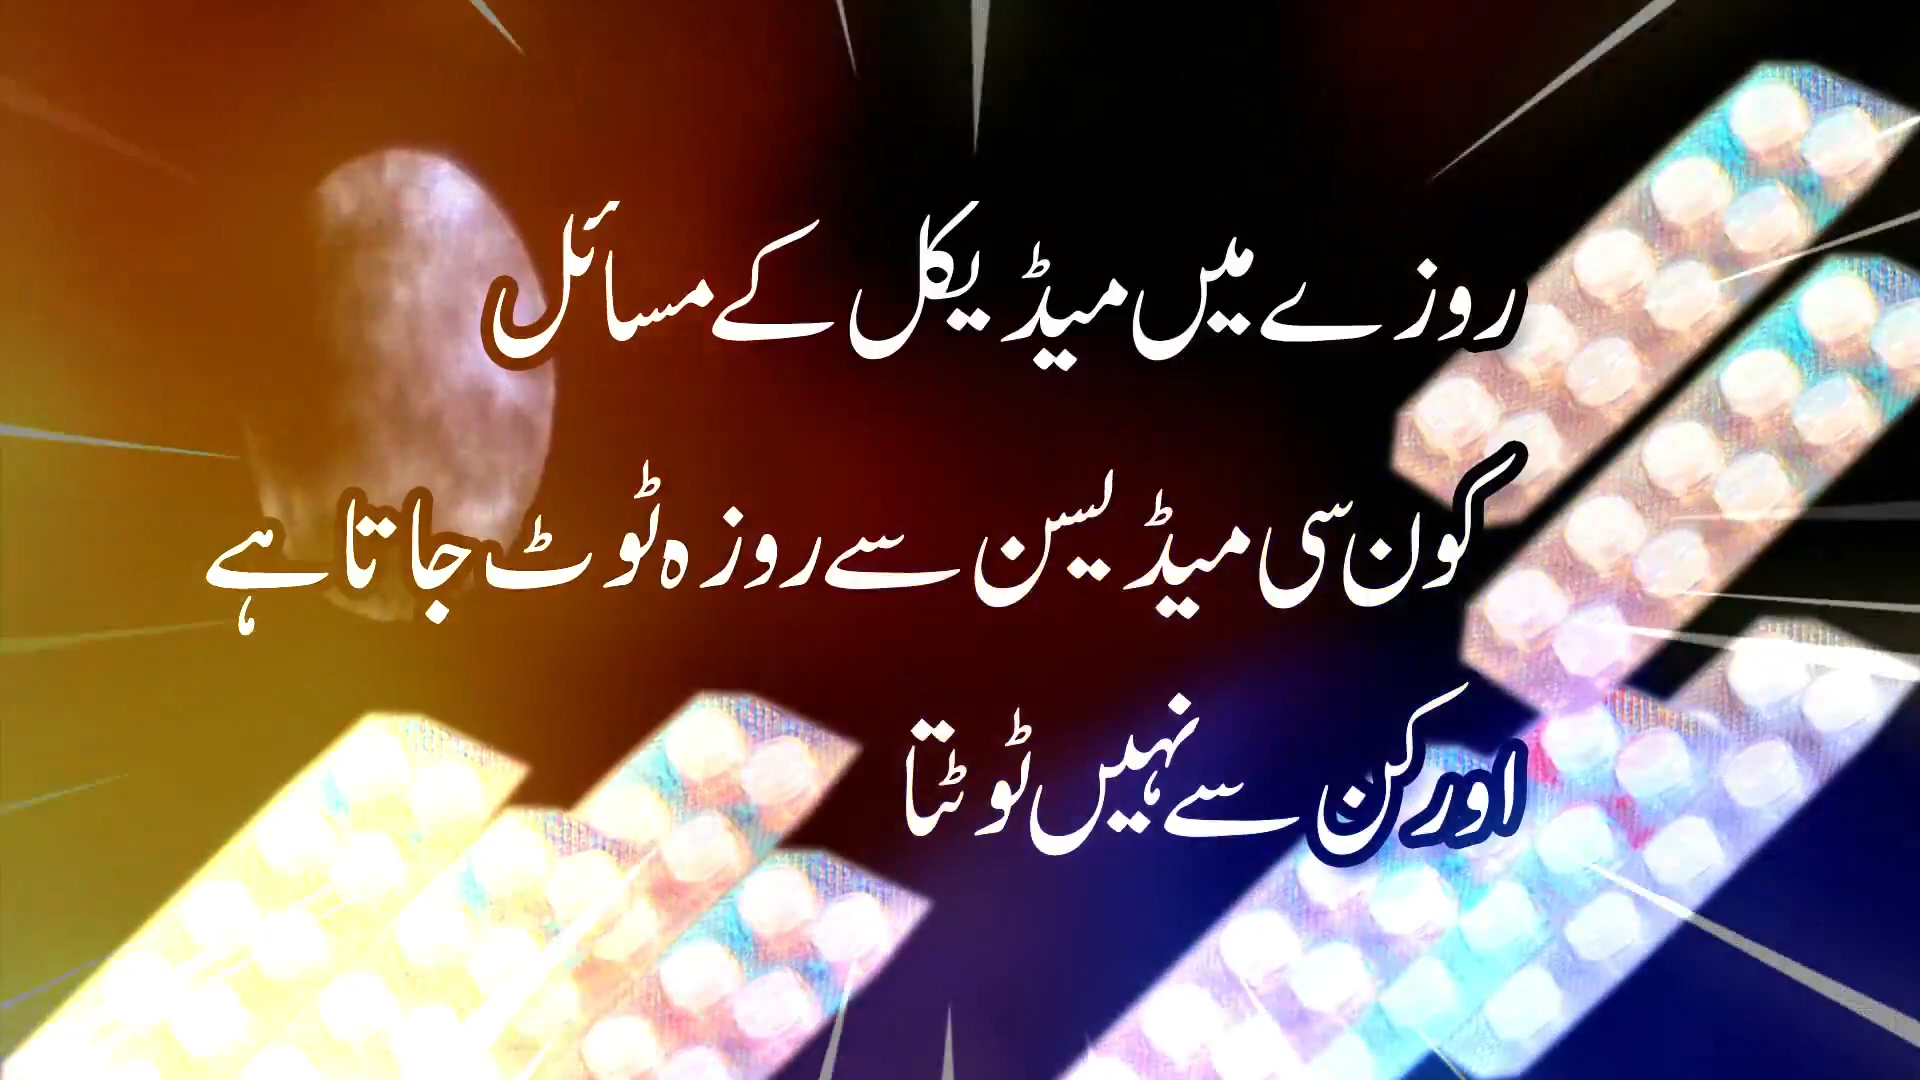 روزے میں میڈیکل کے مسائل
کون سی میڈیسن سے روزہ ٹوٹ جاتا ہے
اور کن سے نہیں ٹوٹتا